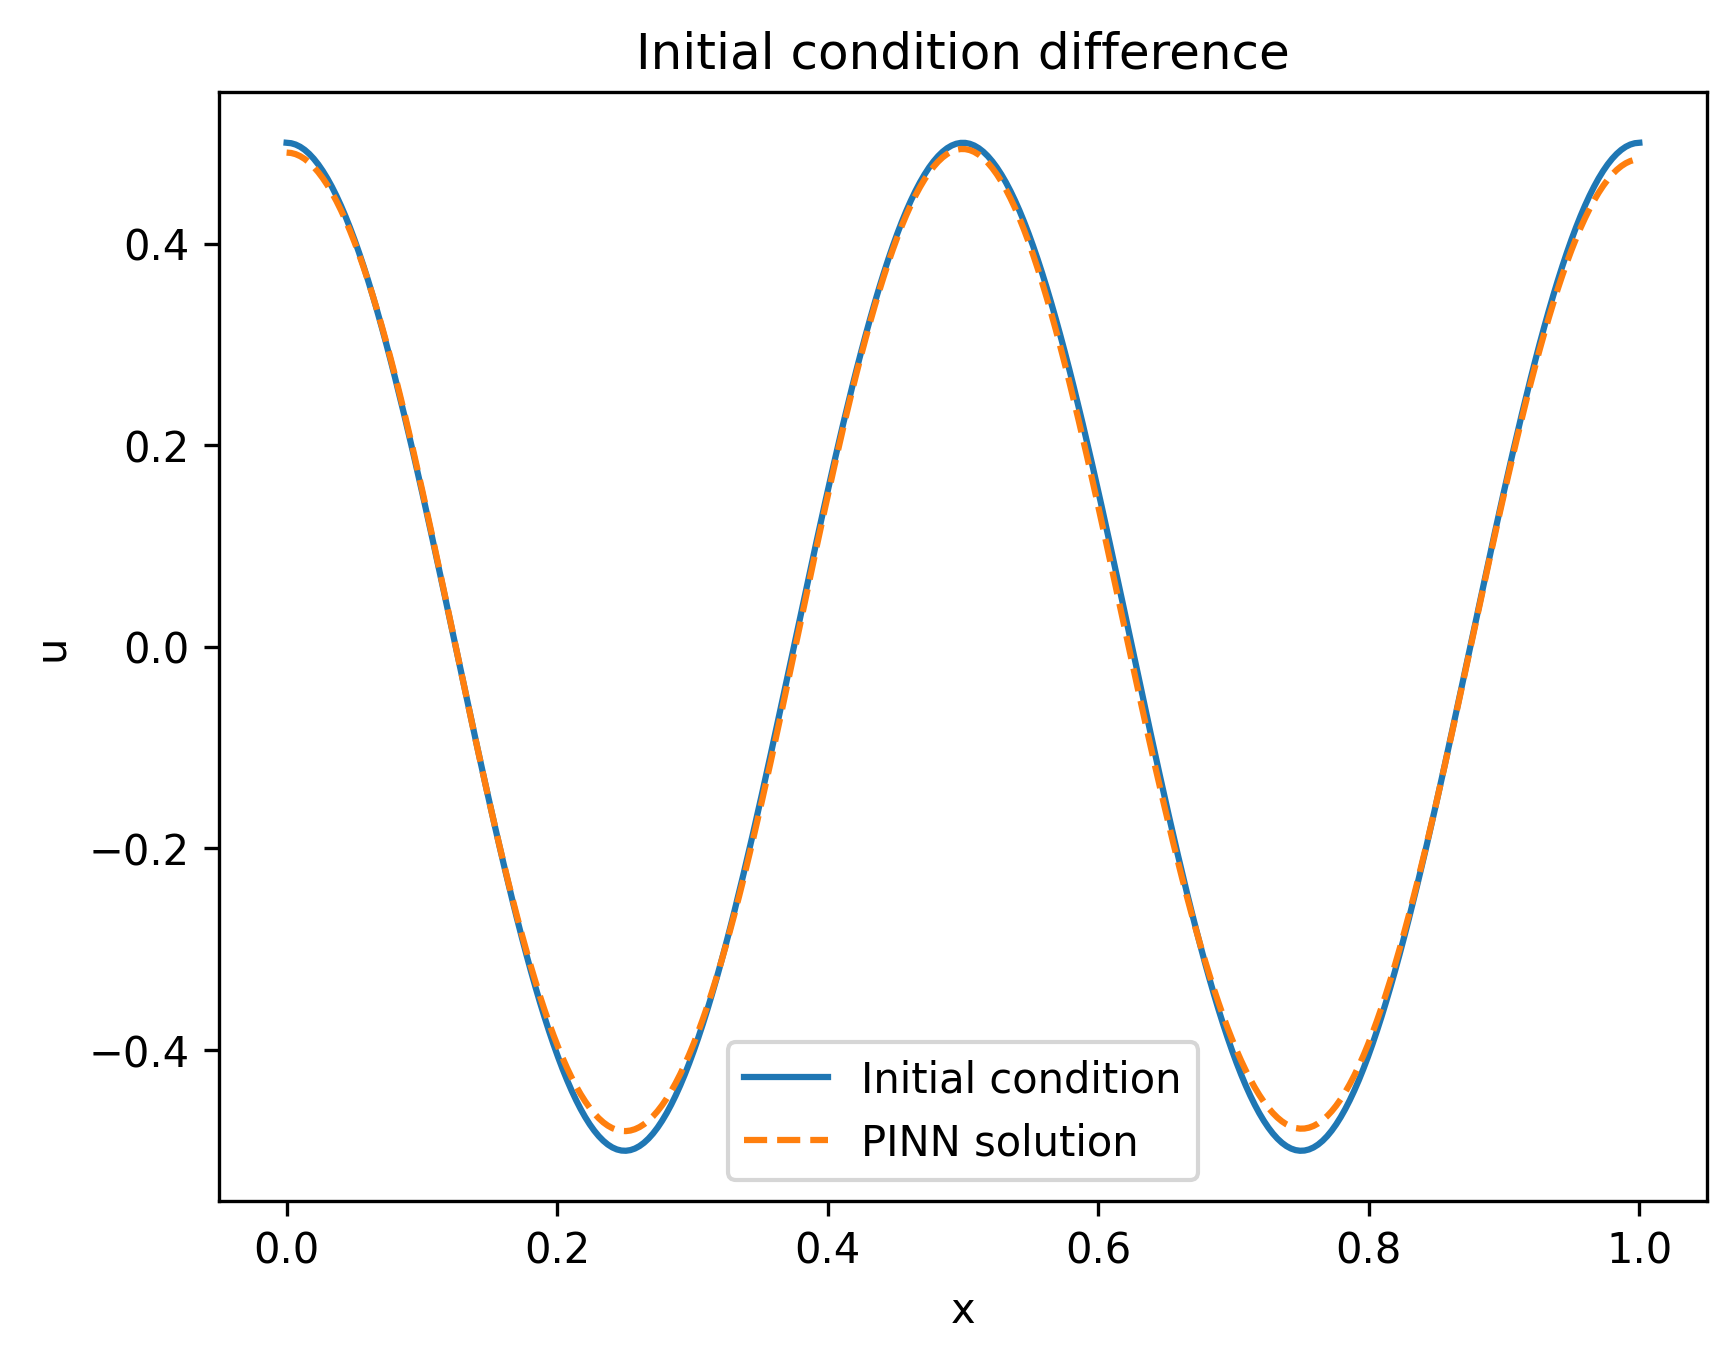 Initial condition difference
u
0.4
0.2
0.0
−0.2
−0.4
Initial condition
PINN solution
0.0 0.2 0.4 0.6 0.8 1.0
x